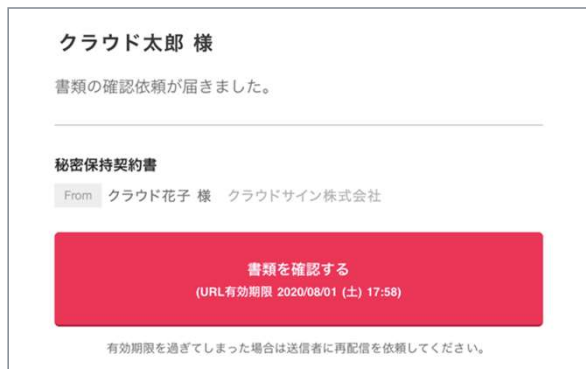 クラウド太郎 様
書類の確認依頼が届きました。
秘密保持契約書
From クラウド花子 様 クラウドサイン株式会社
書類を確認する
(URL有効期限 2020/08/01 (土) 17:58)
有効期限を過ぎてしまった場合は送信者に再配信を依頼してください。